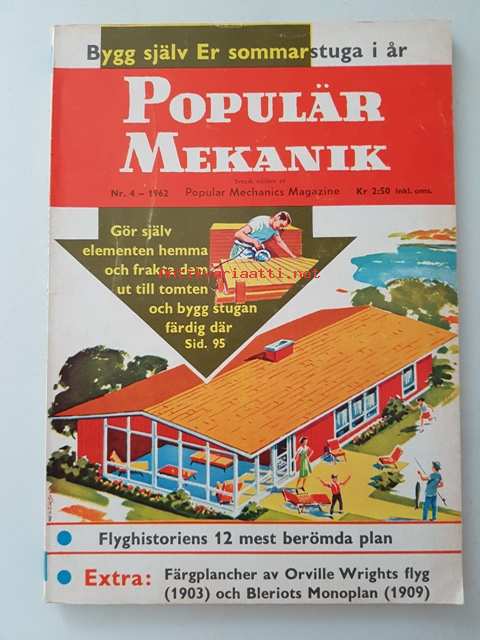 Bygg själv Er sommarstuga i år
POPULÄR
MEKANIK
Svensk edition av
Nr. 4 – 1962 Popular Mechanics Magazine Kr 2:50 inkl. oms.
Gör själv
elementen hemma
och frakta dem
ut till tomten
och bygg stugan
färdig där
Sid. 95
Flyghistoriens 12 mest berömda plan
Extra: Färgplancher av Orville Wrights flyg
(1903) och Bleriots Monoplan (1909)